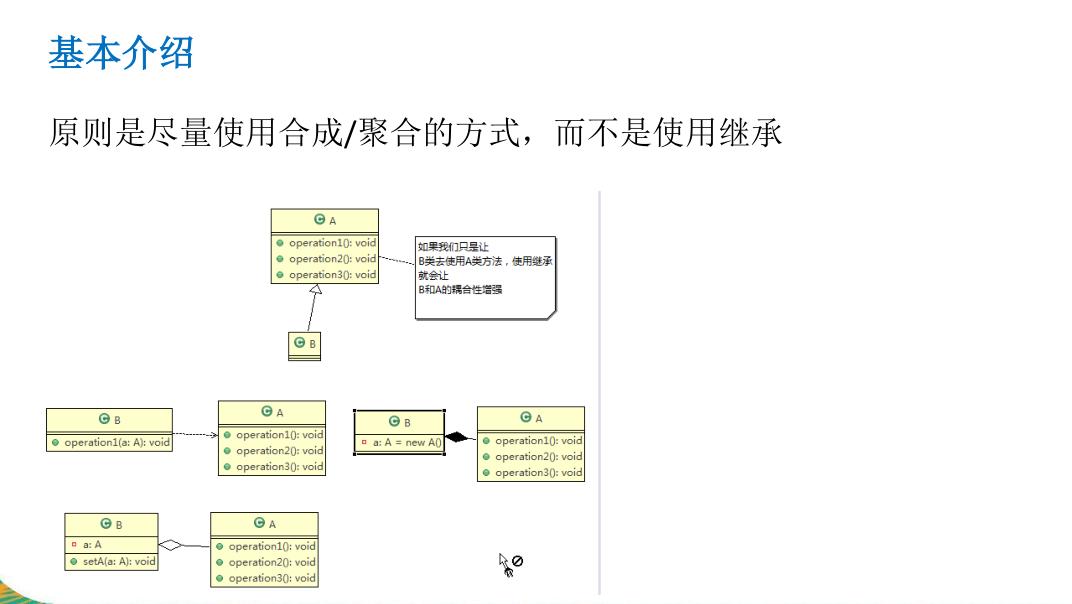 基本介绍
原则是尽量使用合成/聚合的方式，而不是使用继承
C A
operation1(): void
operation2(): void
operation3(): void
如果我们只是让
B类去使用A类方法，使用继承
就会让
B和A的耦合性增强
C B
C B
operation1(a: A): void
C A
operation1(): void
operation2(): void
operation3(): void
C B
a: A = new A()
C A
operation1(): void
operation2(): void
operation3(): void
C B
a: A
setA(a: A): void
C A
operation1(): void
operation2(): void
operation3(): void